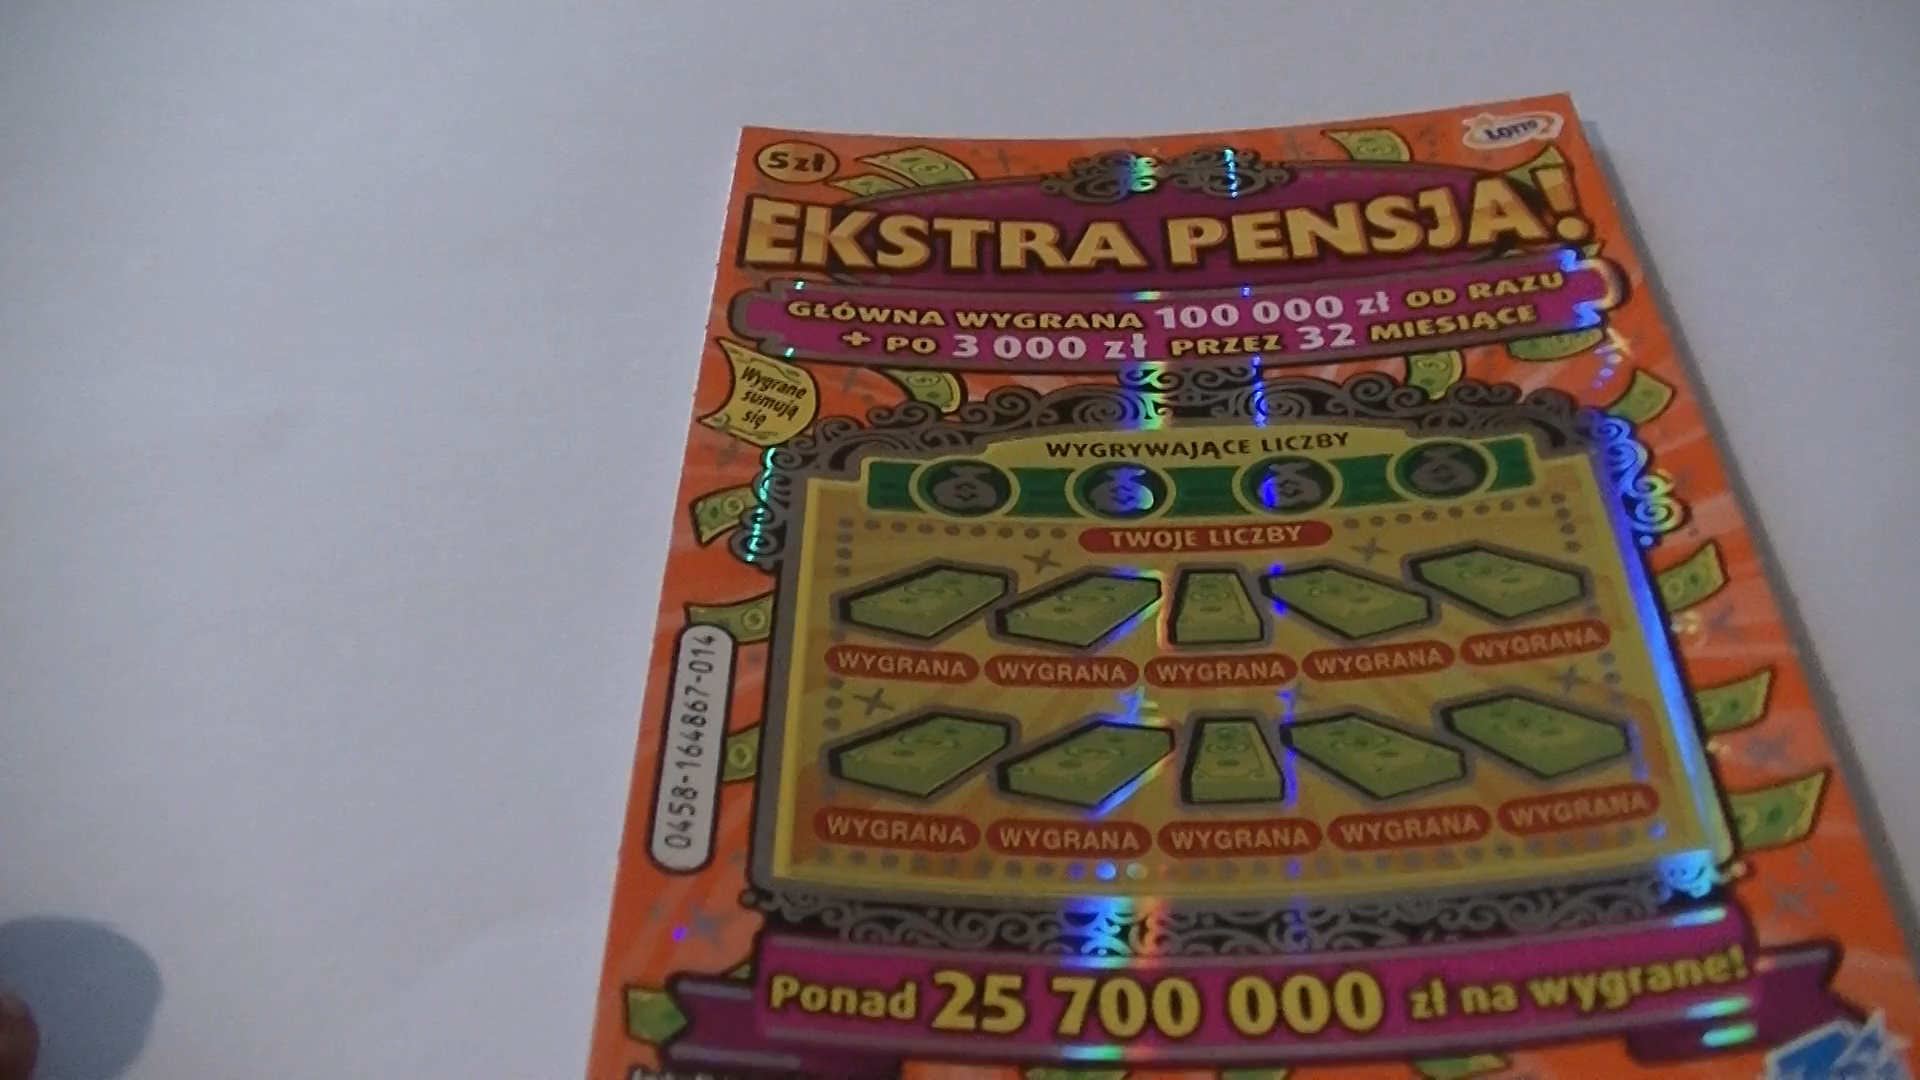 5 zł
LOTTO
EKSTRA PENSJA!
GŁÓWNA WYGRANA 100 000 zł OD RAZU
+ PO 3 000 zł PRZEZ 32 MIESIĄCE
Wygrane
sumują
się
WYGRYWAJĄCE LICZBY
TWOJE LICZBY
WYGRANA WYGRANA WYGRANA WYGRANA WYGRANA
WYGRANA WYGRANA WYGRANA WYGRANA WYGRANA
0458-164867-014
Ponad 25 700 000 zł na wygrane!